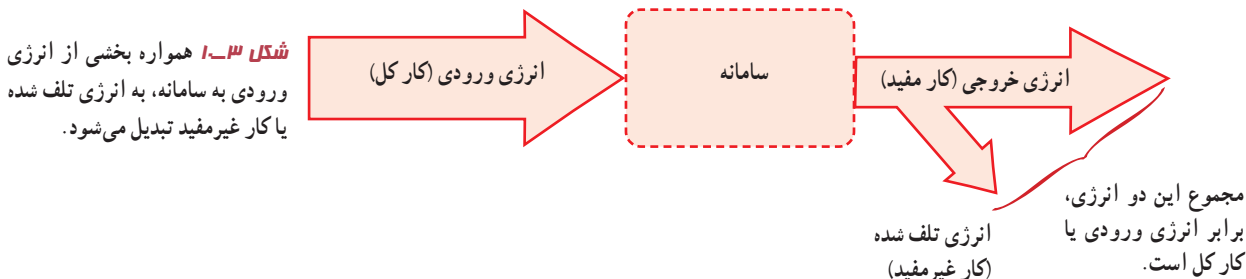 شکل ۳ــ۱۰ همواره بخشی از انرژی
ورودی به سامانه، به انرژی تلف شده
یا کار غیرمفید تبدیل می‌شود.
انرژی ورودی (کار کل)
سامانه
انرژی خروجی (کار مفید)
انرژی تلف شده
(کار غیرمفید)
مجموع این دو انرژی،
برابر انرژی ورودی یا
کار کل است.